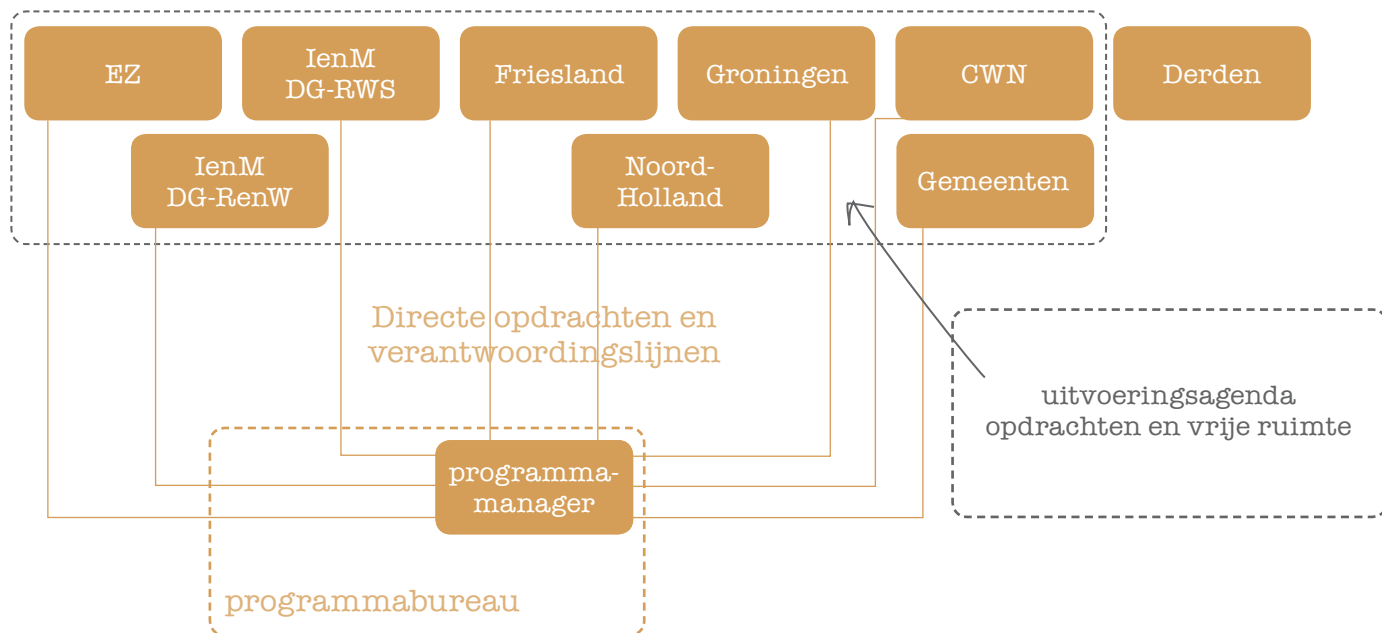 EZ
IenM
DG-RWS
Friesland
Groningen
CWN
Derden
IenM
DG-RenW
Noord-
Holland
Gemeenten
Directe opdrachten en
verantwoordingslijnen
uitvoeringsagenda
opdrachten en vrije ruimte
programma-
manager
programmabureau